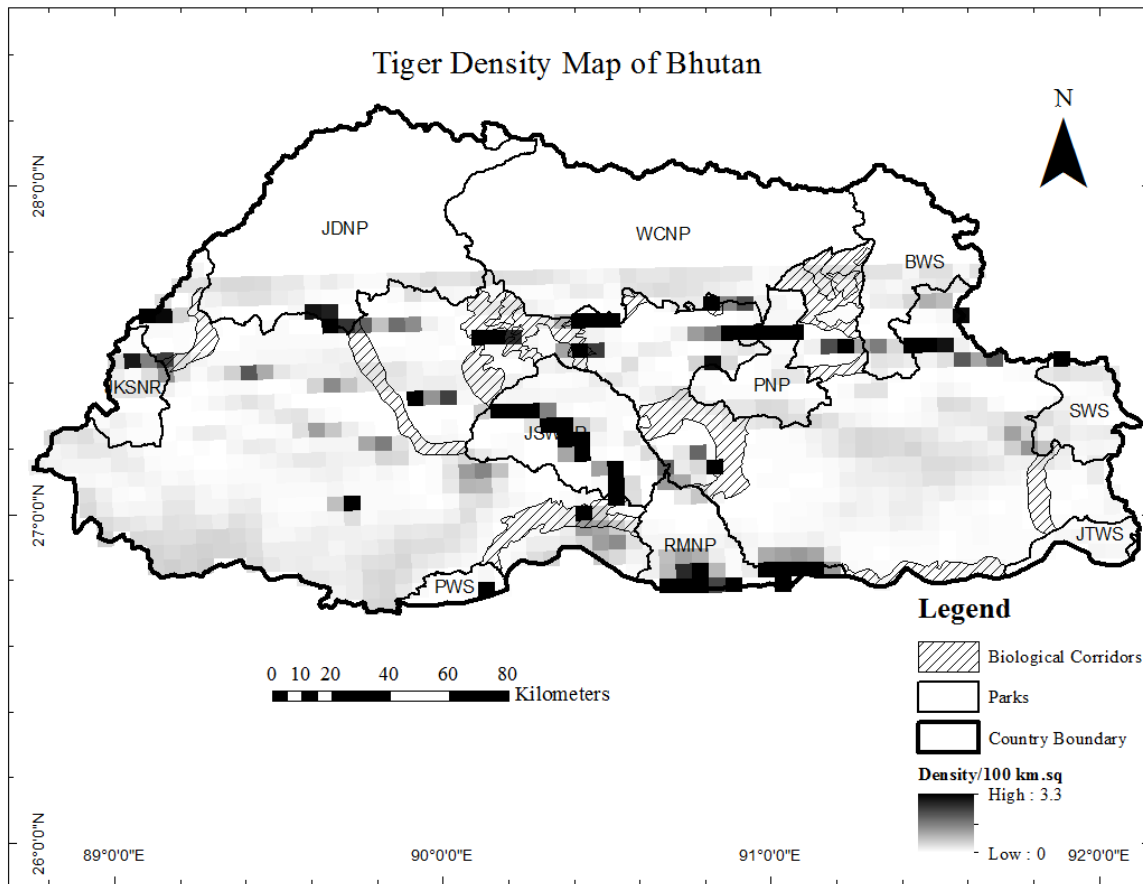 Tiger Density Map of Bhutan
N
28°0'0"N
27°0'0"N
26°0'0"N
JDNP
WCNP
BWS
JKSNR
PNP
SWS
RMNP
JTWS
PWS
0 10 20 40 60 80
Kilometers
Legend
Biological Corridors
Parks
Country Boundary
Density/100 km.sq
High : 3.3
Low : 0
89°0'0"E
90°0'0"E
91°0'0"E
92°0'0"E